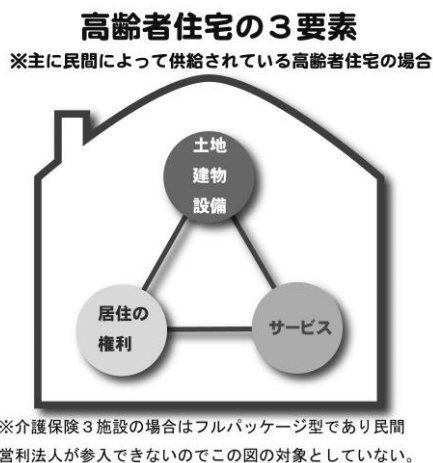 高齢者住宅の３要素
※主に民間によって供給されている高齢者住宅の場合
土地
建物
設備
居住の
権利
サービス
※介護保険３施設の場合はフルパッケージ型であり民間
営利法人が参入できないのでこの図の対象としていない。